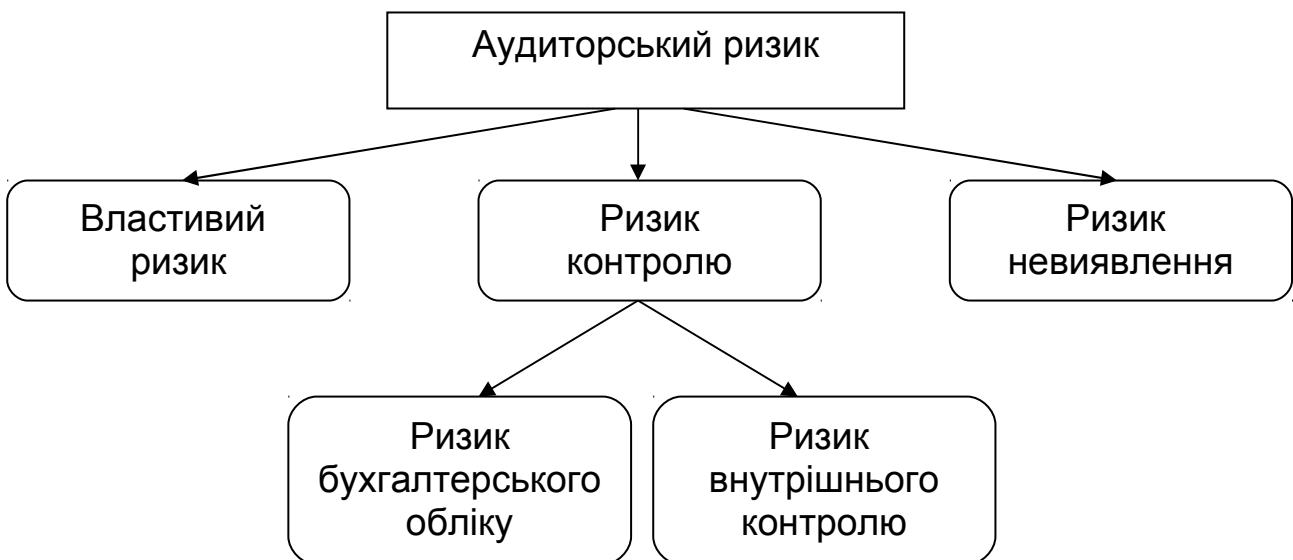 Аудиторський ризик
Властивий
ризик
Ризик
контролю
Ризик
невиявлення
Ризик
бухгалтерського
обліку
Ризик
внутрішнього
контролю